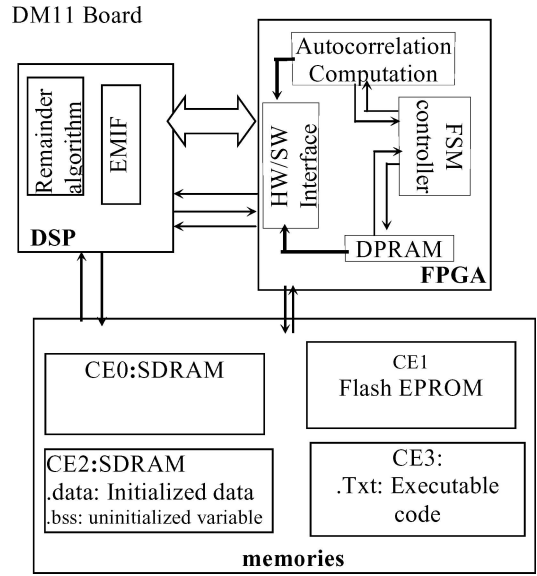 DM11 Board
Remainder
algorithm
EMIF
DSP
Autocorrelation
Computation
HW/SW
Interface
FSM
controller
DPRAM
FPGA
CE0:SDRAM
CE1
Flash EPROM
CE2:SDRAM
.data: Initialized data
.bss: uninitialized variable
CE3:
.Txt: Executable
code
memories